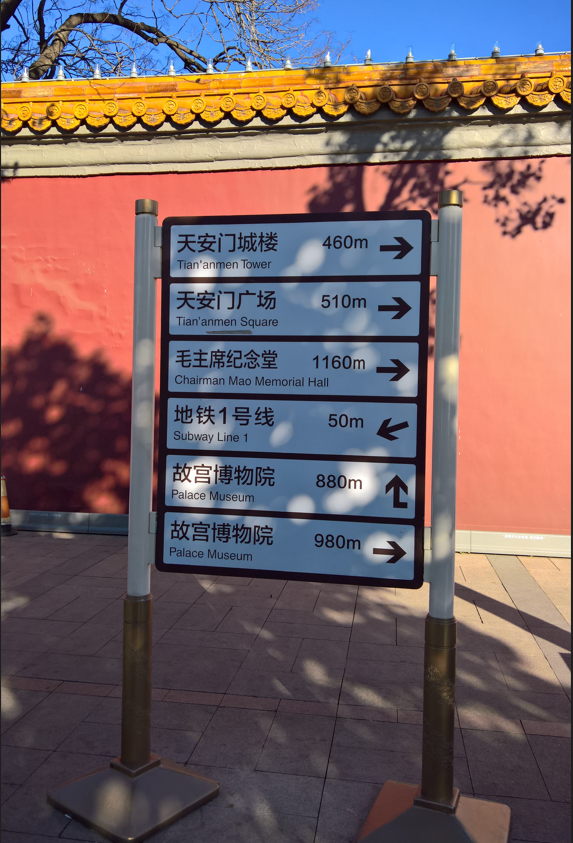 天安门城楼 460m
Tian'anmen Tower
天安门广场 510m
Tian'anmen Square
毛主席纪念堂 1160m
Chairman Mao Memorial Hall
地铁1号线 50m
Subway Line 1
故宫博物院 880m
Palace Museum
故宫博物院 980m
Palace Museum